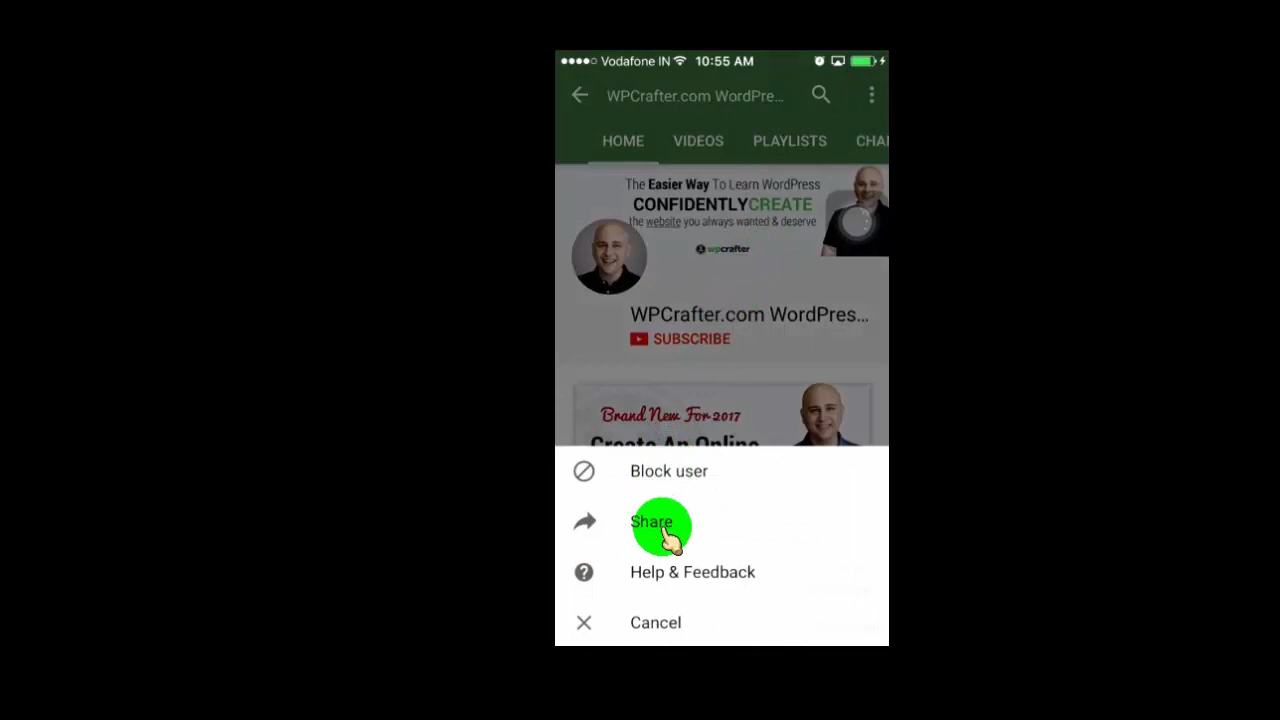 Vodafone IN 10:55 AM
WPCrafter.com WordPre...
HOME VIDEOS PLAYLISTS CHA
The Easier Way To Learn WordPress
CONFIDENTLYCREATE
the website you always wanted & deserve
wpcrafter
WPCrafter.com WordPres...
SUBSCRIBE
Brand New For 2017
Create An Online
Block user
Share
Help & Feedback
Cancel